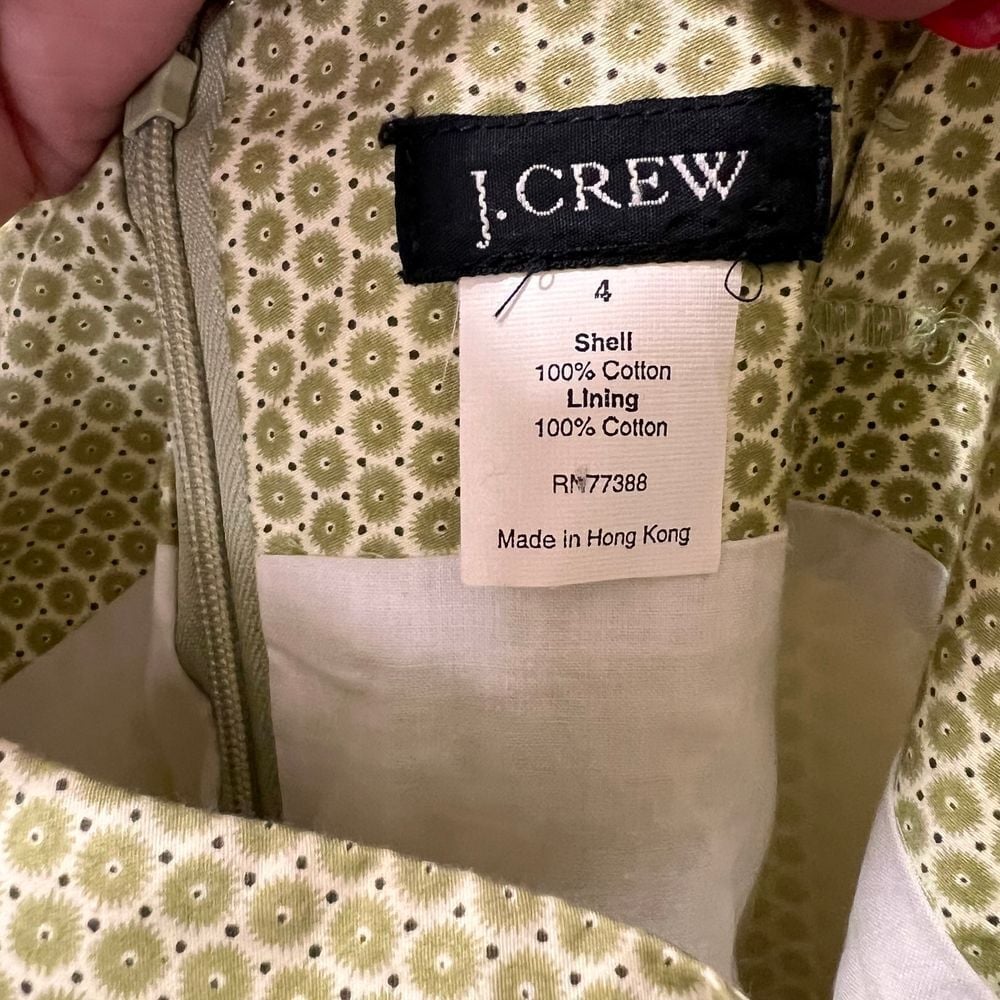 J.CREW
4
Shell
100% Cotton
Lining
100% Cotton
RN77388
Made in Hong Kong